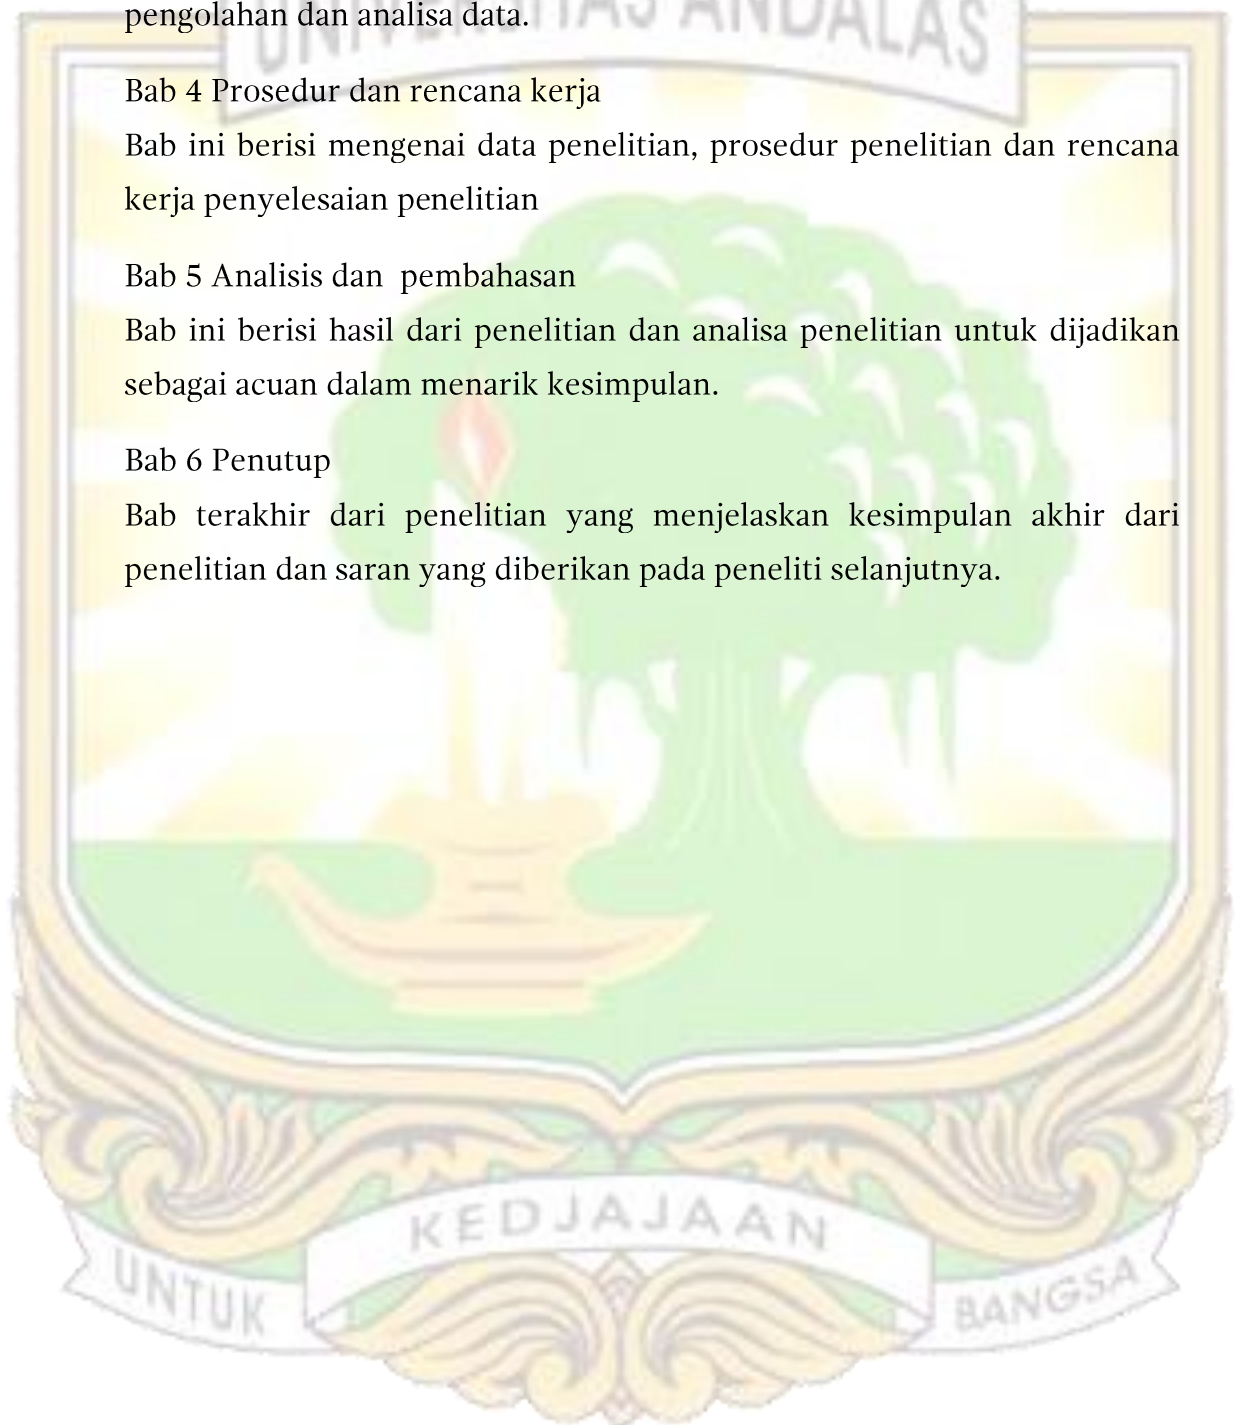 pengolahan dan analisa data.
UNIVERSITAS ANDALAS
Bab 4 Prosedur dan rencana kerja
Bab ini berisi mengenai data penelitian, prosedur penelitian dan rencana
kerja penyelesaian penelitian
Bab 5 Analisis dan pembahasan
Bab ini berisi hasil dari penelitian dan analisa penelitian untuk dijadikan
sebagai acuan dalam menarik kesimpulan.
Bab 6 Penutup
Bab terakhir dari penelitian yang menjelaskan kesimpulan akhir dari
penelitian dan saran yang diberikan pada peneliti selanjutnya.
UNTUK KEDJAJAAN BANGSA